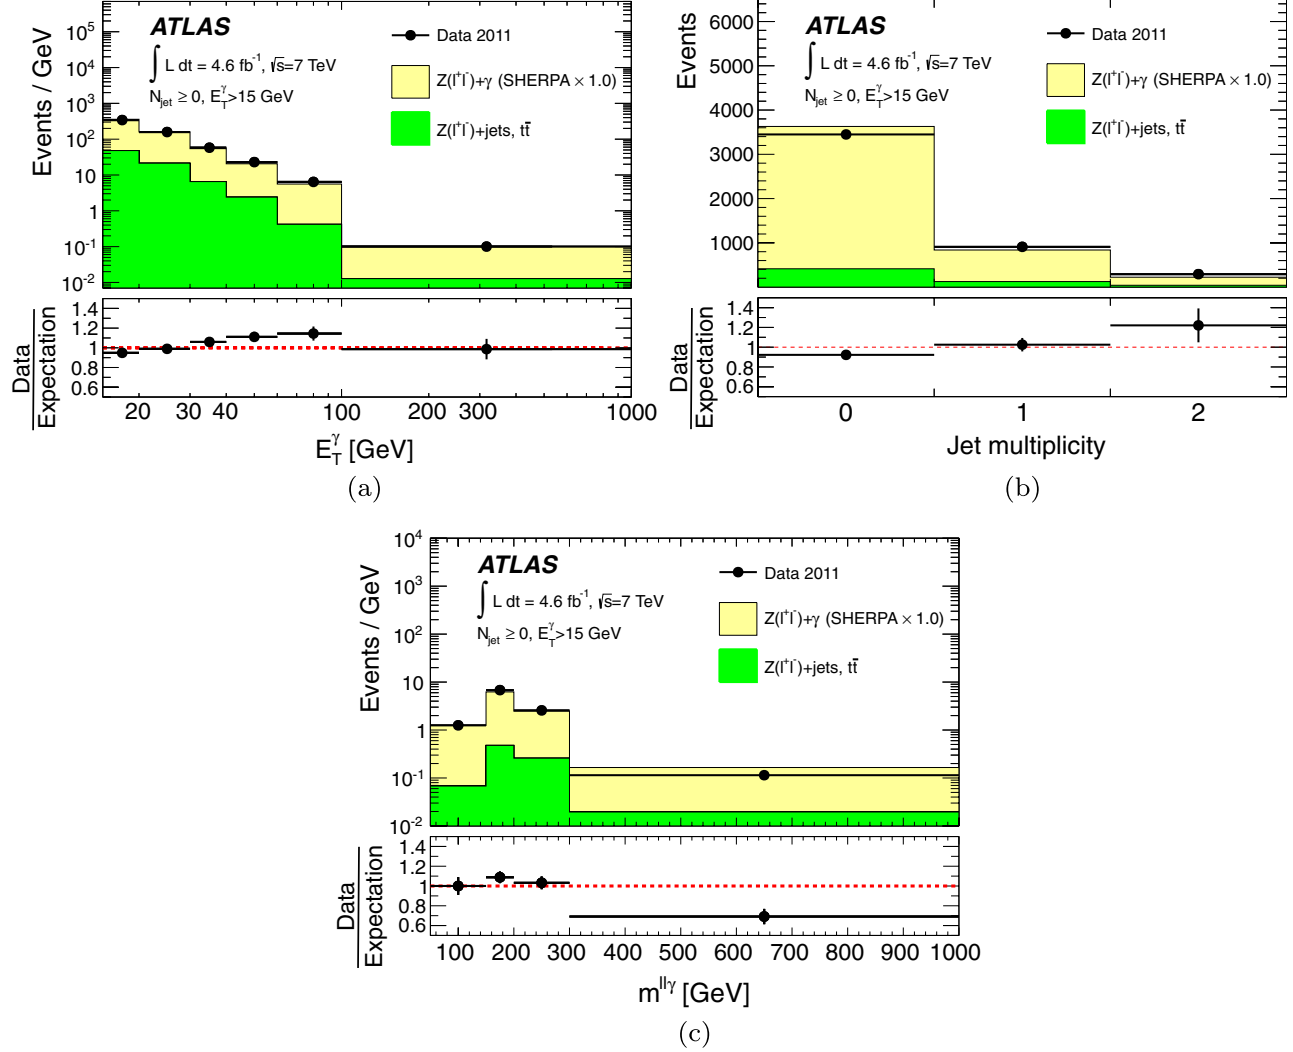 ATLAS
∫ L dt = 4.6 fb⁻¹, √s=7 TeV
N_jet ≥ 0, E_T^γ>15 GeV
Data 2011
Z(l⁺l⁻)+γ (SHERPA × 1.0)
Z(l⁺l⁻)+jets, tt̄
Events / GeV
10⁵
10⁴
10³
10²
10
1
10⁻¹
10⁻²
Data
Expectation
1.4
1.2
1
0.8
0.6
20 30 40 100 200 300 1000
E_T^γ [GeV]
(a)
ATLAS
∫ L dt = 4.6 fb⁻¹, √s=7 TeV
N_jet ≥ 0, E_T^γ>15 GeV
Data 2011
Z(l⁺l⁻)+γ (SHERPA × 1.0)
Z(l⁺l⁻)+jets, tt̄
Events
6000
5000
4000
3000
2000
1000
Data
Expectation
1.4
1.2
1
0.8
0.6
0 1 2
Jet multiplicity
(b)
ATLAS
∫ L dt = 4.6 fb⁻¹, √s=7 TeV
N_jet ≥ 0, E_T^γ>15 GeV
Data 2011
Z(l⁺l⁻)+γ (SHERPA × 1.0)
Z(l⁺l⁻)+jets, tt̄
Events / GeV
10⁴
10³
10²
10
1
10⁻¹
10⁻²
Data
Expectation
1.4
1.2
1
0.8
0.6
100 200 300 400 500 600 700 800 900 1000
m^llγ [GeV]
(c)